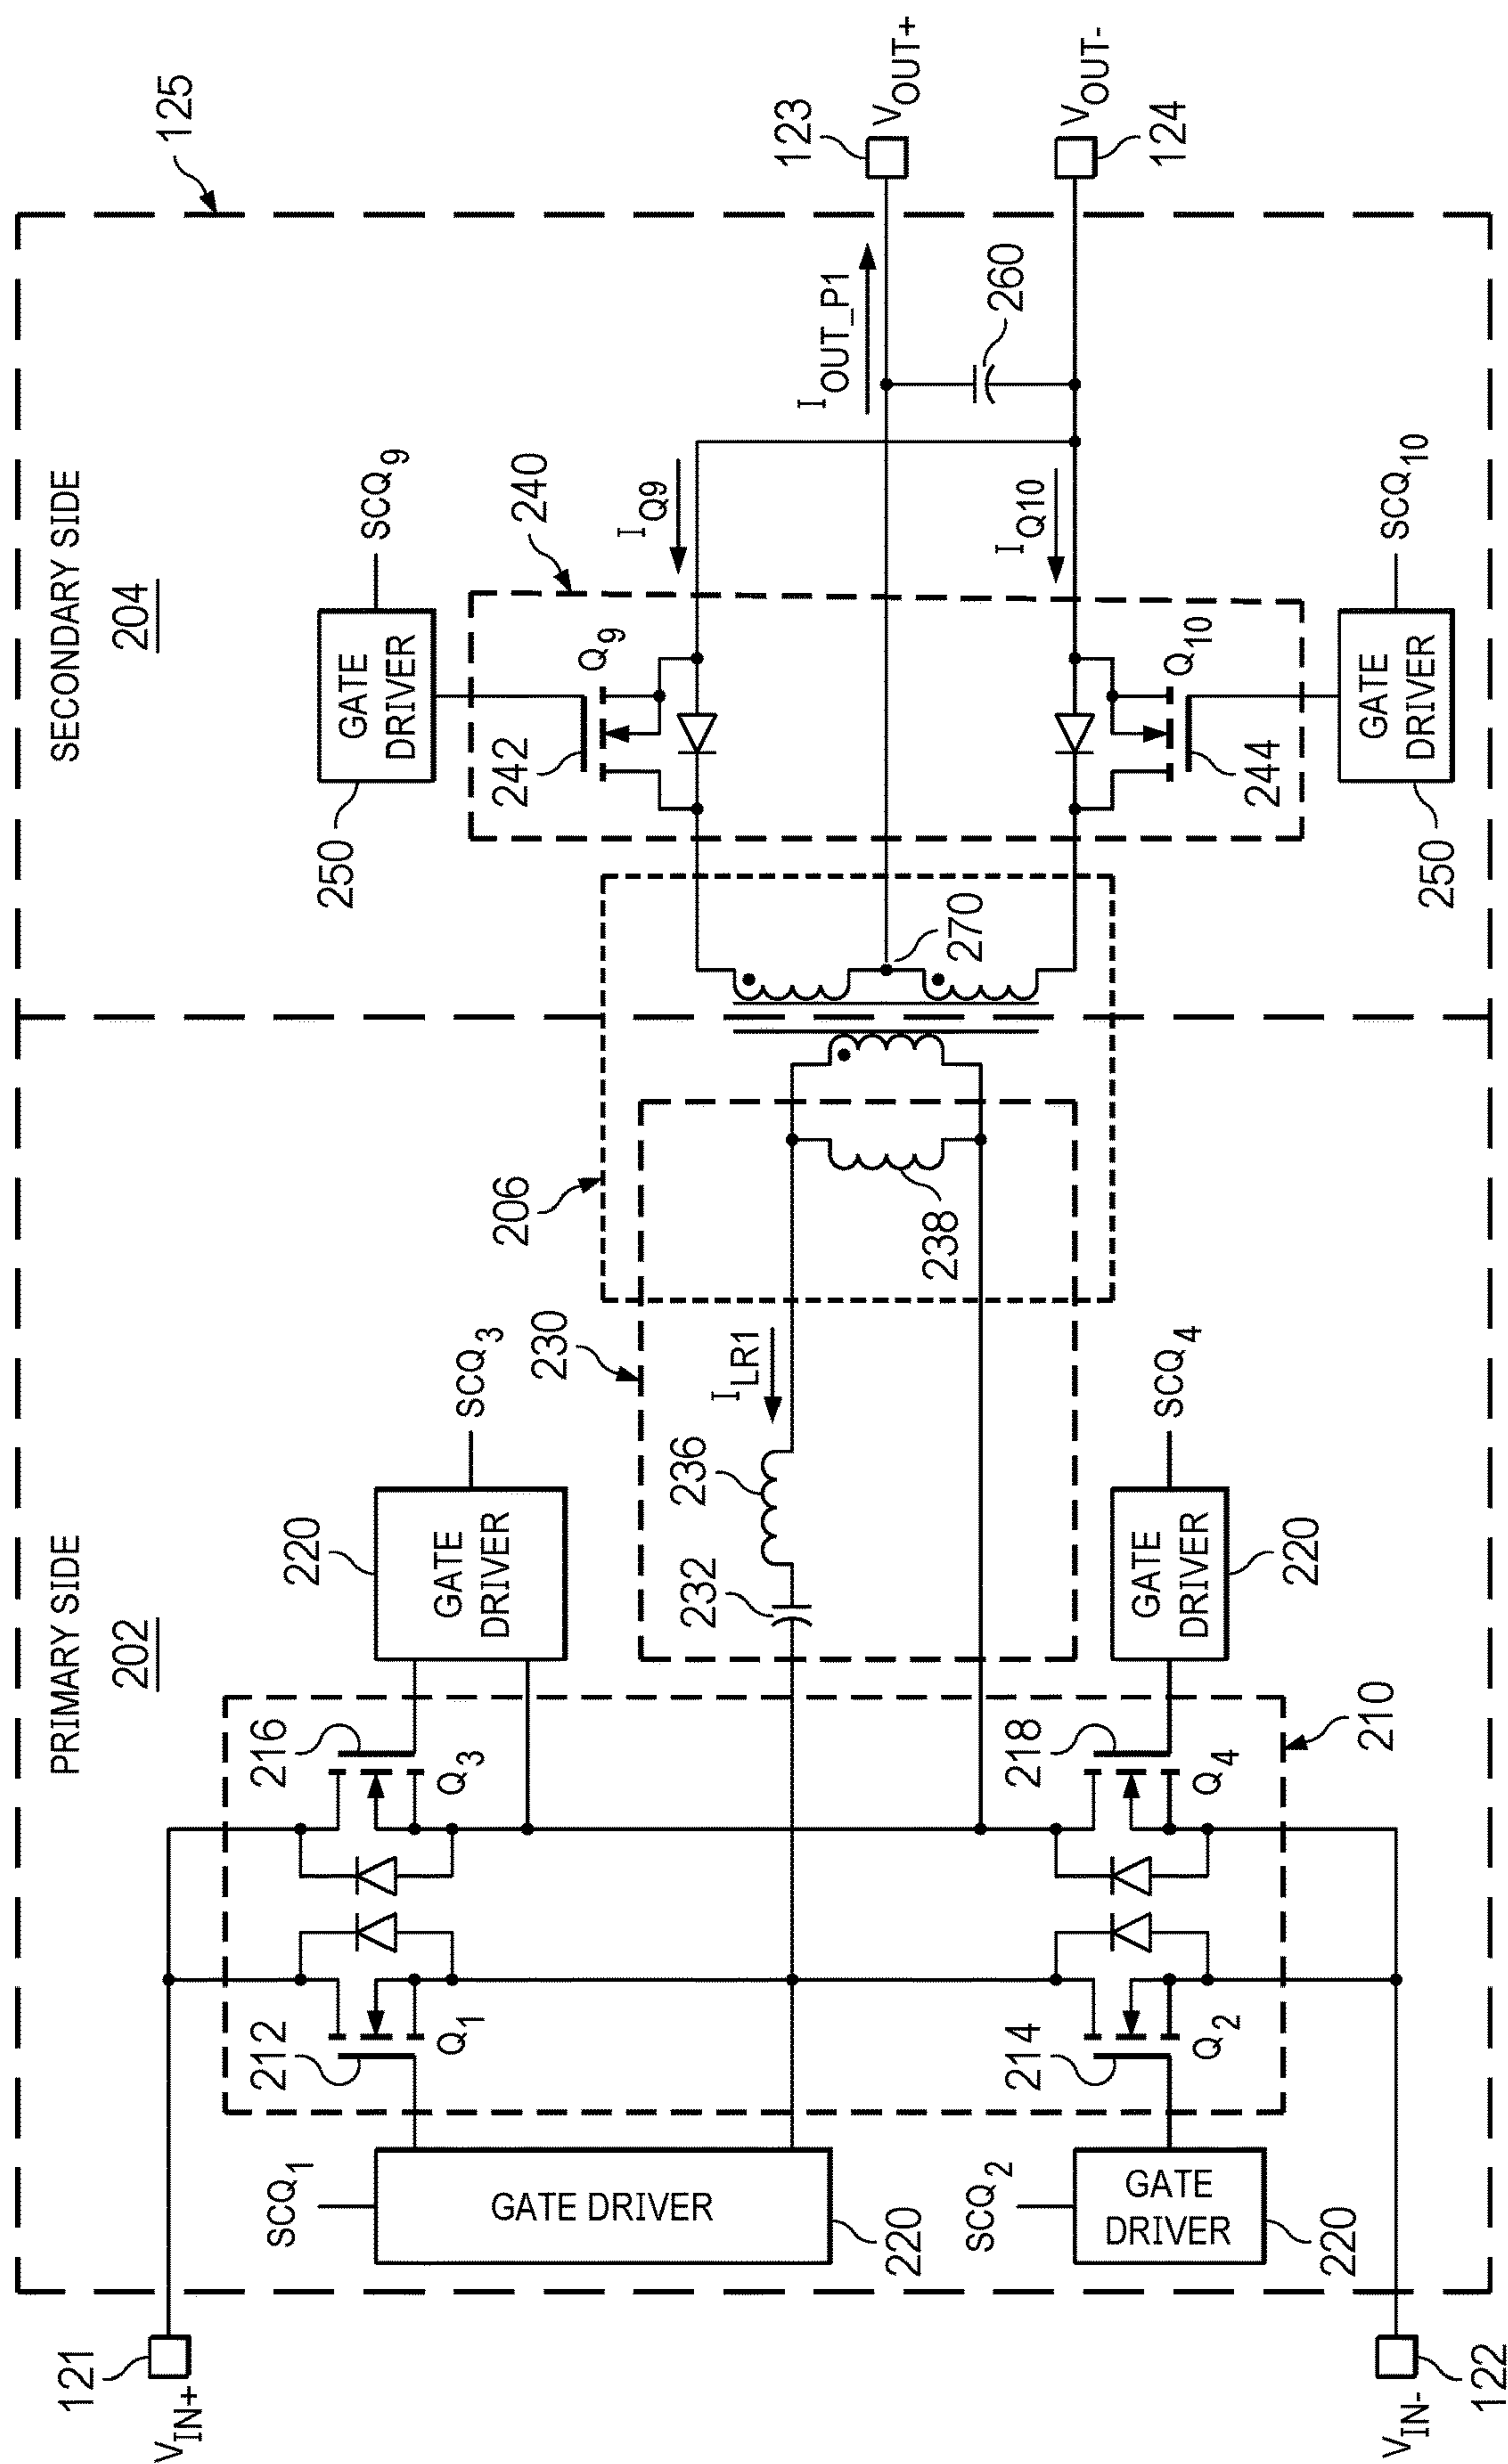 125
PRIMARY SIDE
202
SECONDARY SIDE
204
121
V_IN+
SCQ_1
GATE DRIVER
220
212
Q_1
216
Q_3
220
GATE
DRIVER
SCQ_3
230
206
I_LR1
236
232
238
270
GATE
DRIVER
250
SCQ_9
240
242
Q_9
I_Q9
I_OUT_P1
123
V_OUT+
260
V_OUT-
124
I_Q10
Q_10
244
GATE
DRIVER
250
SCQ_10
SCQ_2
GATE
DRIVER
220
214
Q_2
218
Q_4
210
GATE
DRIVER
220
SCQ_4
V_IN-
122